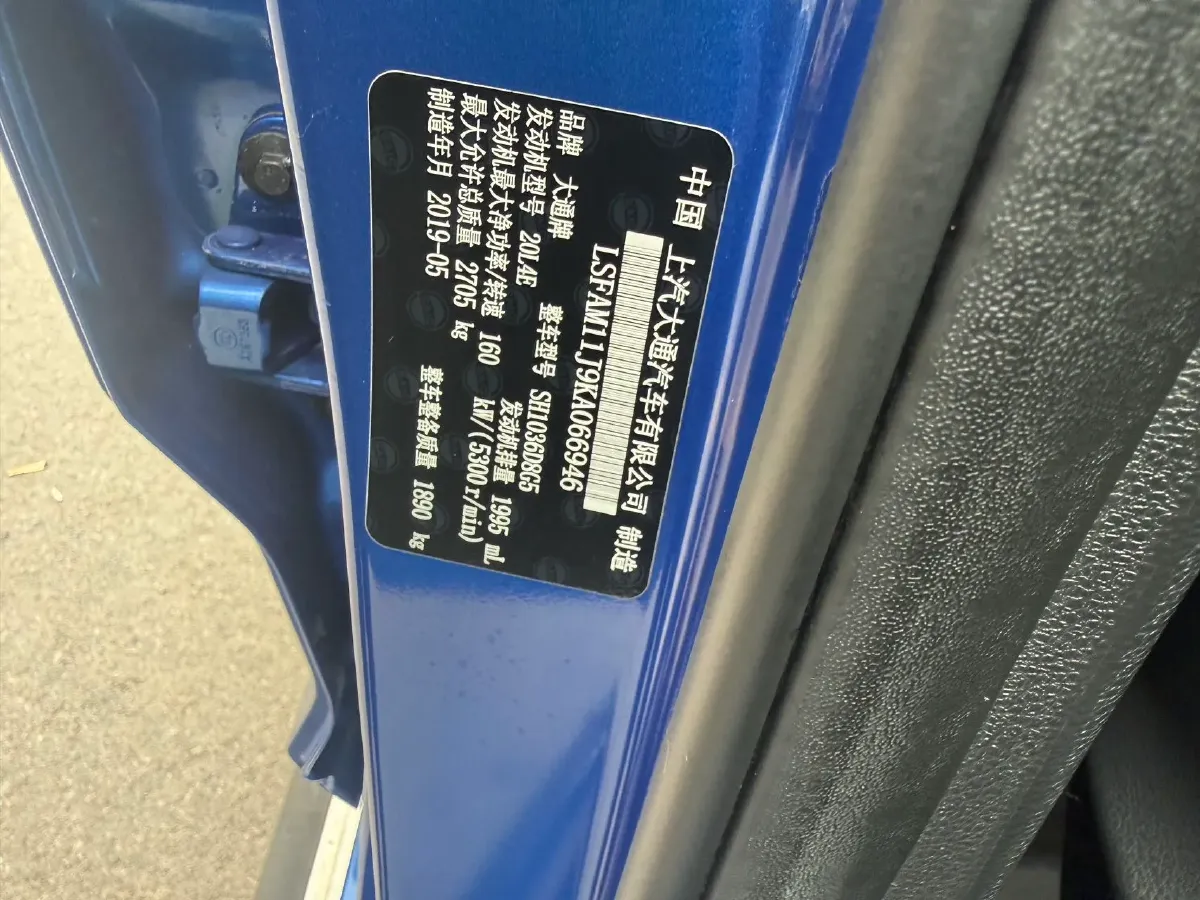 中国 上汽大通汽车有限公司 制造
LSFAM11J9KA066946
品牌 大通牌 整车型号 SH1036D8G5
发动机型号 20L4E 发动机排量 1995 mL
发动机最大净功率/转速 160 kW/(5300r/min)
最大允许总质量 2705 kg 整车整备质量 1890 kg
制造年月 2019-05